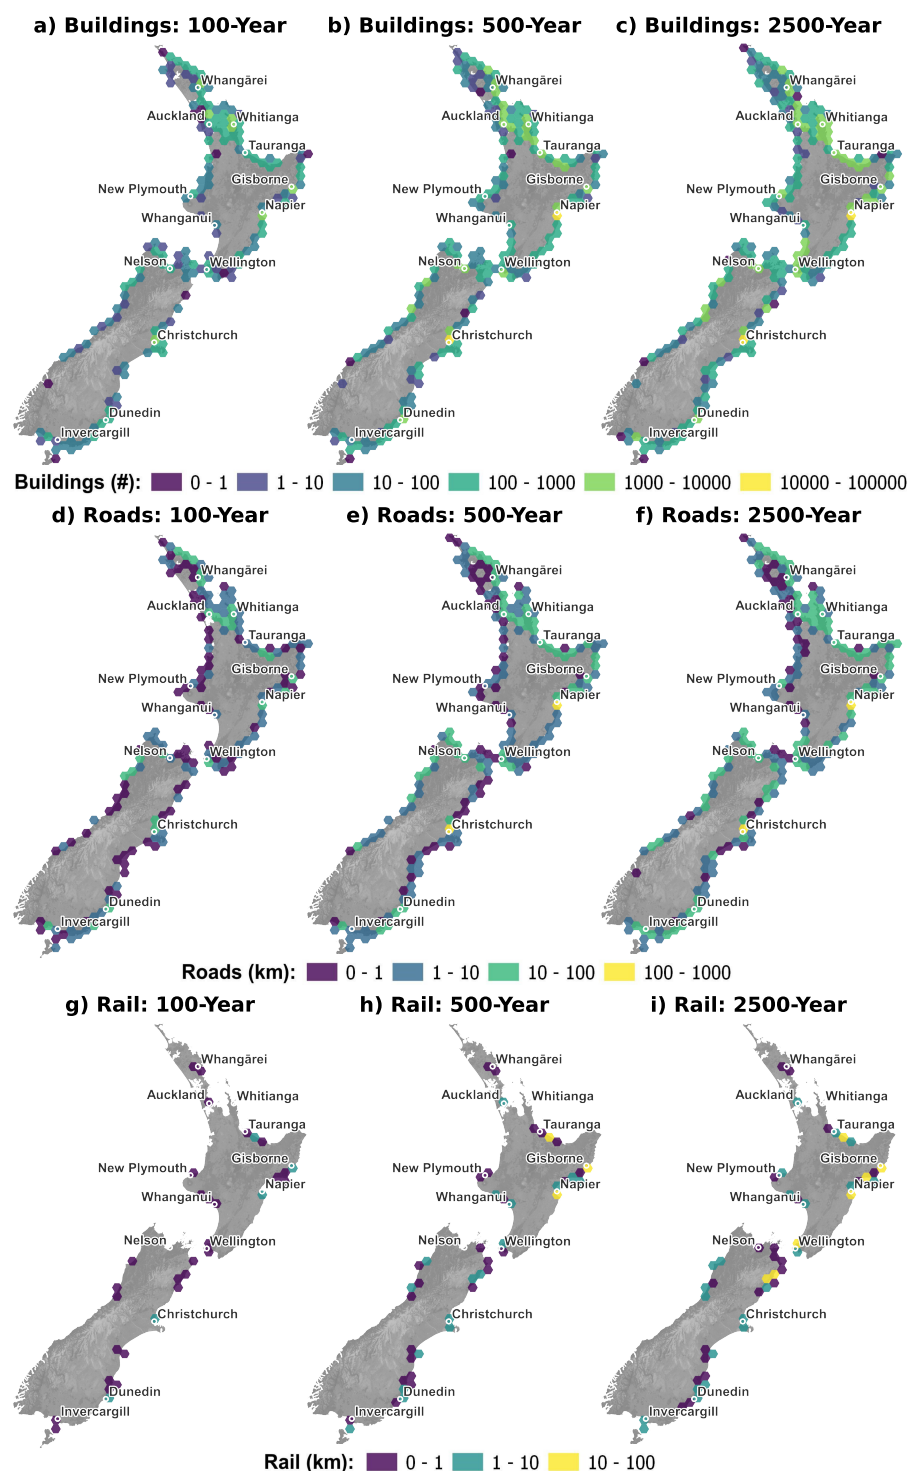 a) Buildings: 100-Year
b) Buildings: 500-Year
c) Buildings: 2500-Year
Whangārei
Auckland
Whitianga
Tauranga
Gisborne
New Plymouth
Napier
Whanganui
Nelson
Wellington
Christchurch
Dunedin
Invercargill
Whangārei
Auckland
Whitianga
Tauranga
Gisborne
New Plymouth
Napier
Whanganui
Nelson
Wellington
Christchurch
Dunedin
Invercargill
Whangārei
Auckland
Whitianga
Tauranga
Gisborne
New Plymouth
Napier
Whanganui
Nelson
Wellington
Christchurch
Dunedin
Invercargill
Buildings (#): 0 - 1 1 - 10 10 - 100 100 - 1000 1000 - 10000 10000 - 100000
d) Roads: 100-Year
e) Roads: 500-Year
f) Roads: 2500-Year
Whangārei
Auckland
Whitianga
Tauranga
Gisborne
New Plymouth
Napier
Whanganui
Nelson
Wellington
Christchurch
Dunedin
Invercargill
Whangārei
Auckland
Whitianga
Tauranga
Gisborne
New Plymouth
Napier
Whanganui
Nelson
Wellington
Christchurch
Dunedin
Invercargill
Whangārei
Auckland
Whitianga
Tauranga
Gisborne
New Plymouth
Napier
Whanganui
Nelson
Wellington
Christchurch
Dunedin
Invercargill
Roads (km): 0 - 1 1 - 10 10 - 100 100 - 1000
g) Rail: 100-Year
h) Rail: 500-Year
i) Rail: 2500-Year
Whangārei
Auckland
Whitianga
Tauranga
Gisborne
New Plymouth
Napier
Whanganui
Nelson
Wellington
Christchurch
Dunedin
Invercargill
Whangārei
Auckland
Whitianga
Tauranga
Gisborne
New Plymouth
Napier
Whanganui
Nelson
Wellington
Christchurch
Dunedin
Invercargill
Whangārei
Auckland
Whitianga
Tauranga
Gisborne
New Plymouth
Napier
Whanganui
Nelson
Wellington
Christchurch
Dunedin
Invercargill
Rail (km): 0 - 1 1 - 10 10 - 100